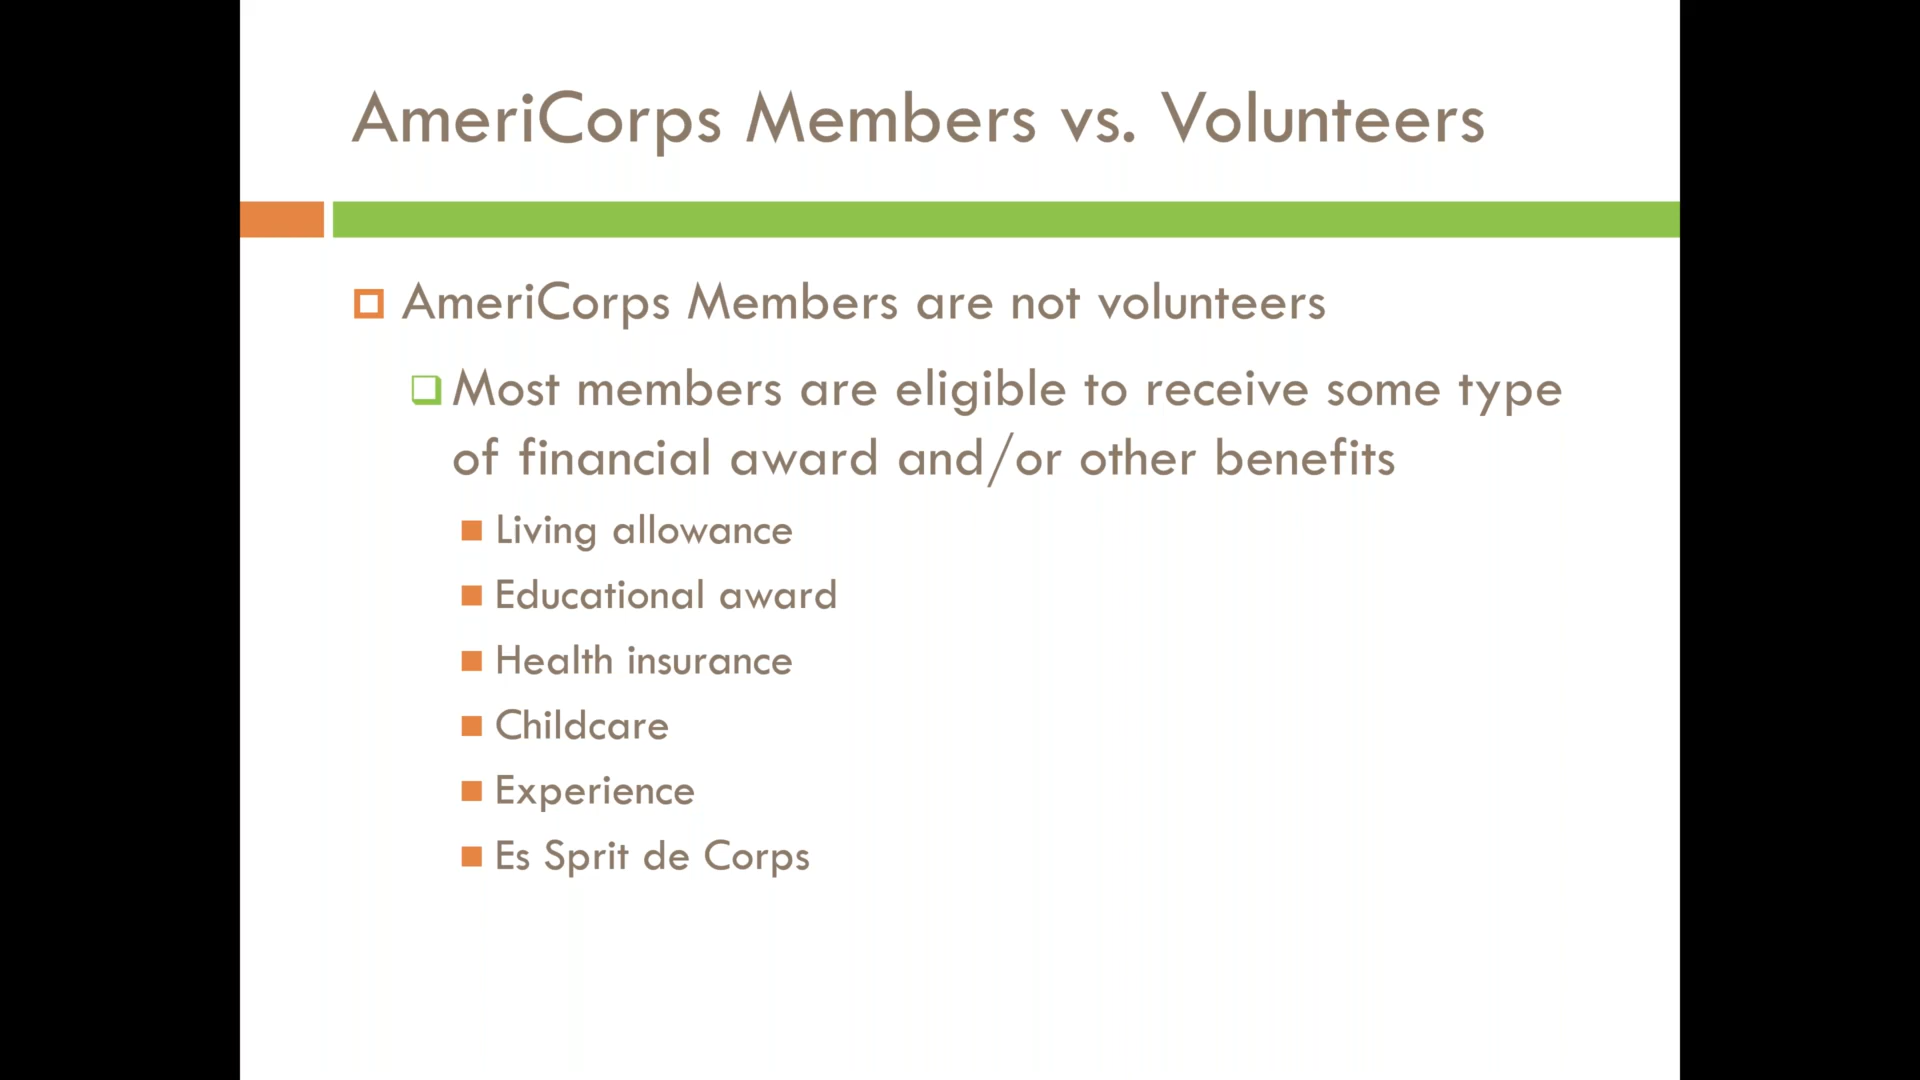 AmeriCorps Members vs. Volunteers
AmeriCorps Members are not volunteers
Most members are eligible to receive some type
of financial award and/or other benefits
Living allowance
Educational award
Health insurance
Childcare
Experience
Es Sprit de Corps